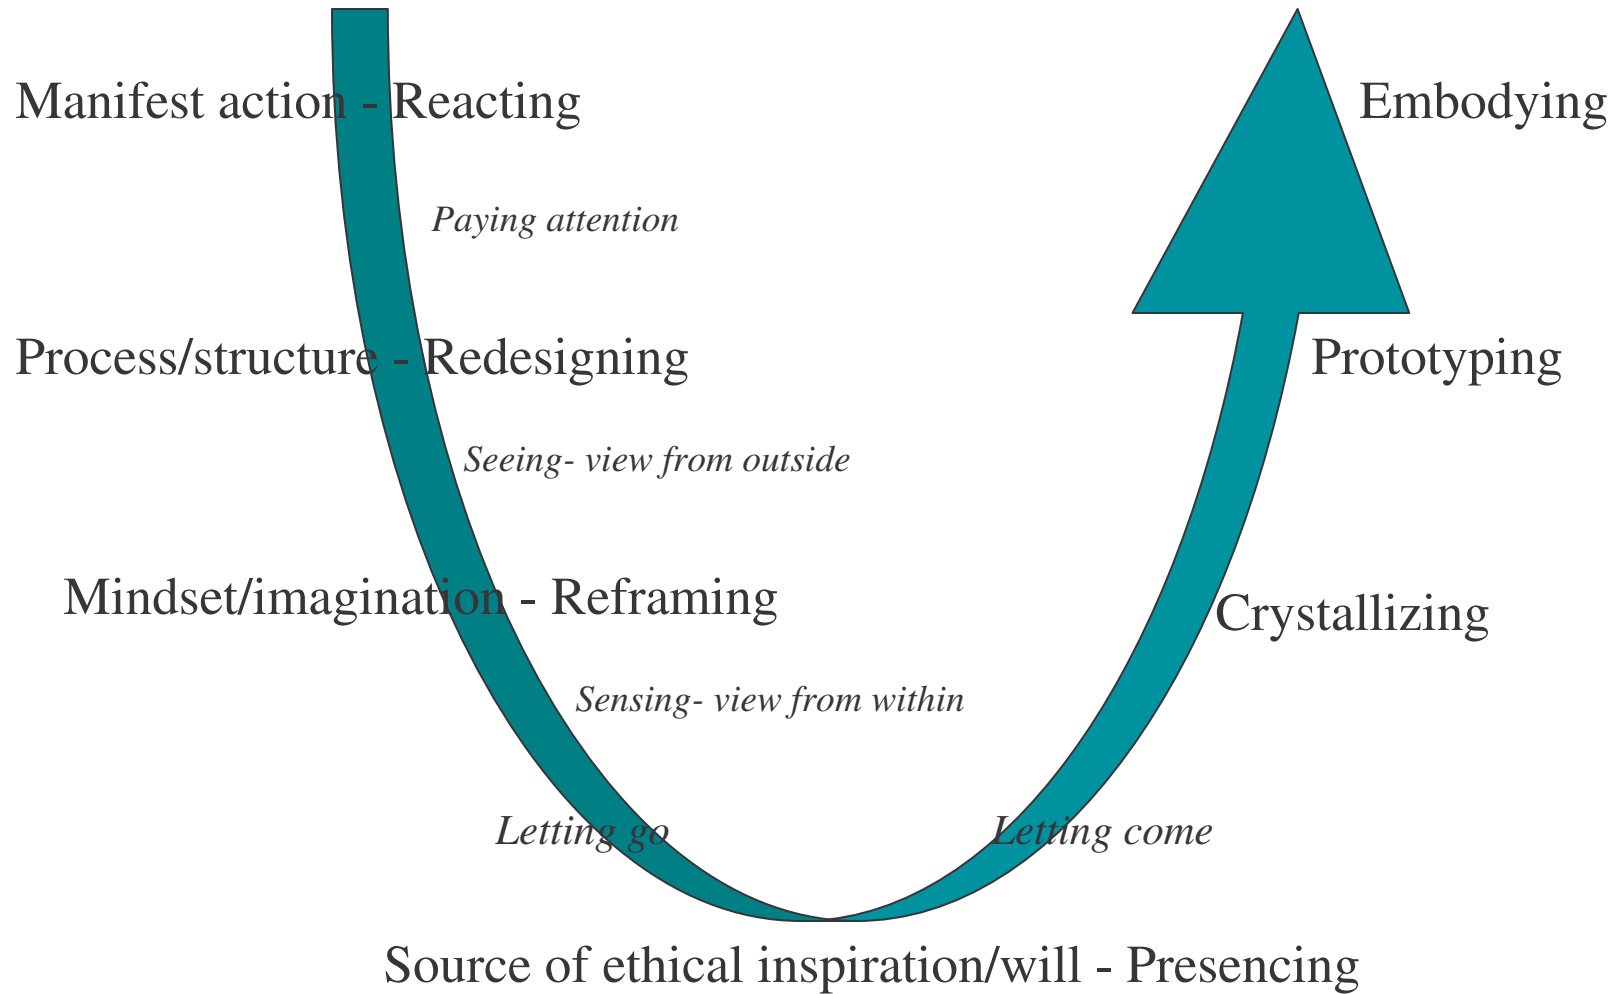 Manifest action - Reacting
Embodying
Paying attention
Process/structure - Redesigning
Prototyping
Seeing- view from outside
Mindset/imagination - Reframing
Crystallizing
Sensing- view from within
Letting go
Letting come
Source of ethical inspiration/will - Presencing